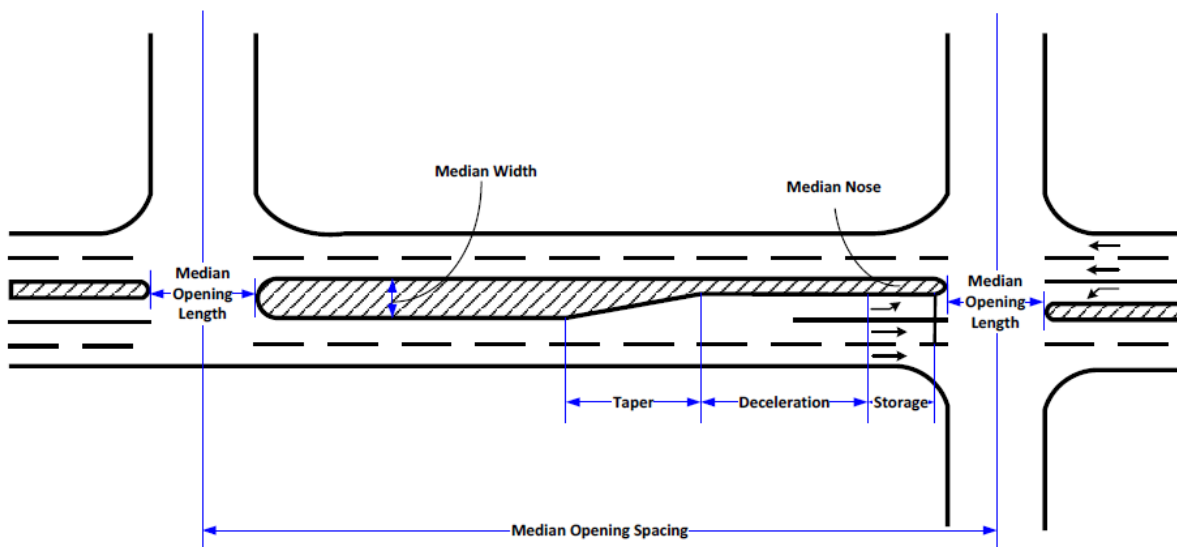 Median Width
Median Nose
Median
Opening
Length
Median
Opening
Length
Taper
Deceleration
Storage
Median Opening Spacing